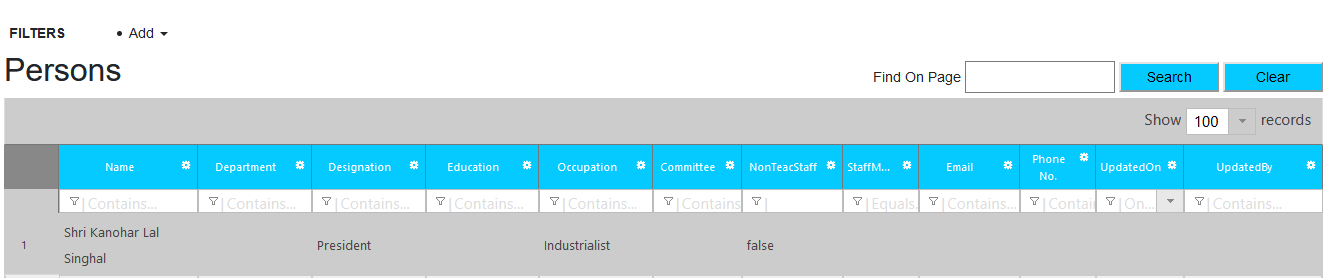 FILTERS • Add
Persons
Find On Page Search Clear
Show 100 records
Name Department Designation Education Occupation Committee NonTeacStaff StaffM... Email Phone No. UpdatedOn UpdatedBy
Contains... Contains... Contains... Contains... Contains... Contains Equals. Contains... Contai On... Contains...
1 Shri Kanohar Lal Singhal President Industrialist false